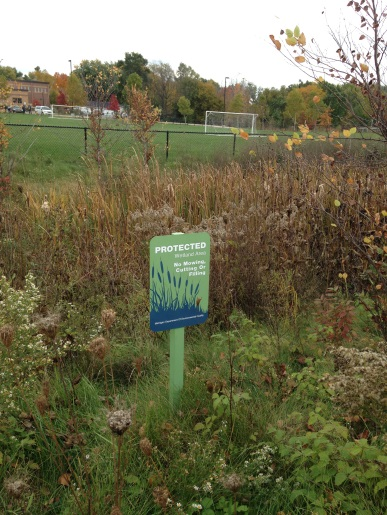 PROTECTED
Wetland Area
No Mowing,
Cutting Or
Filling